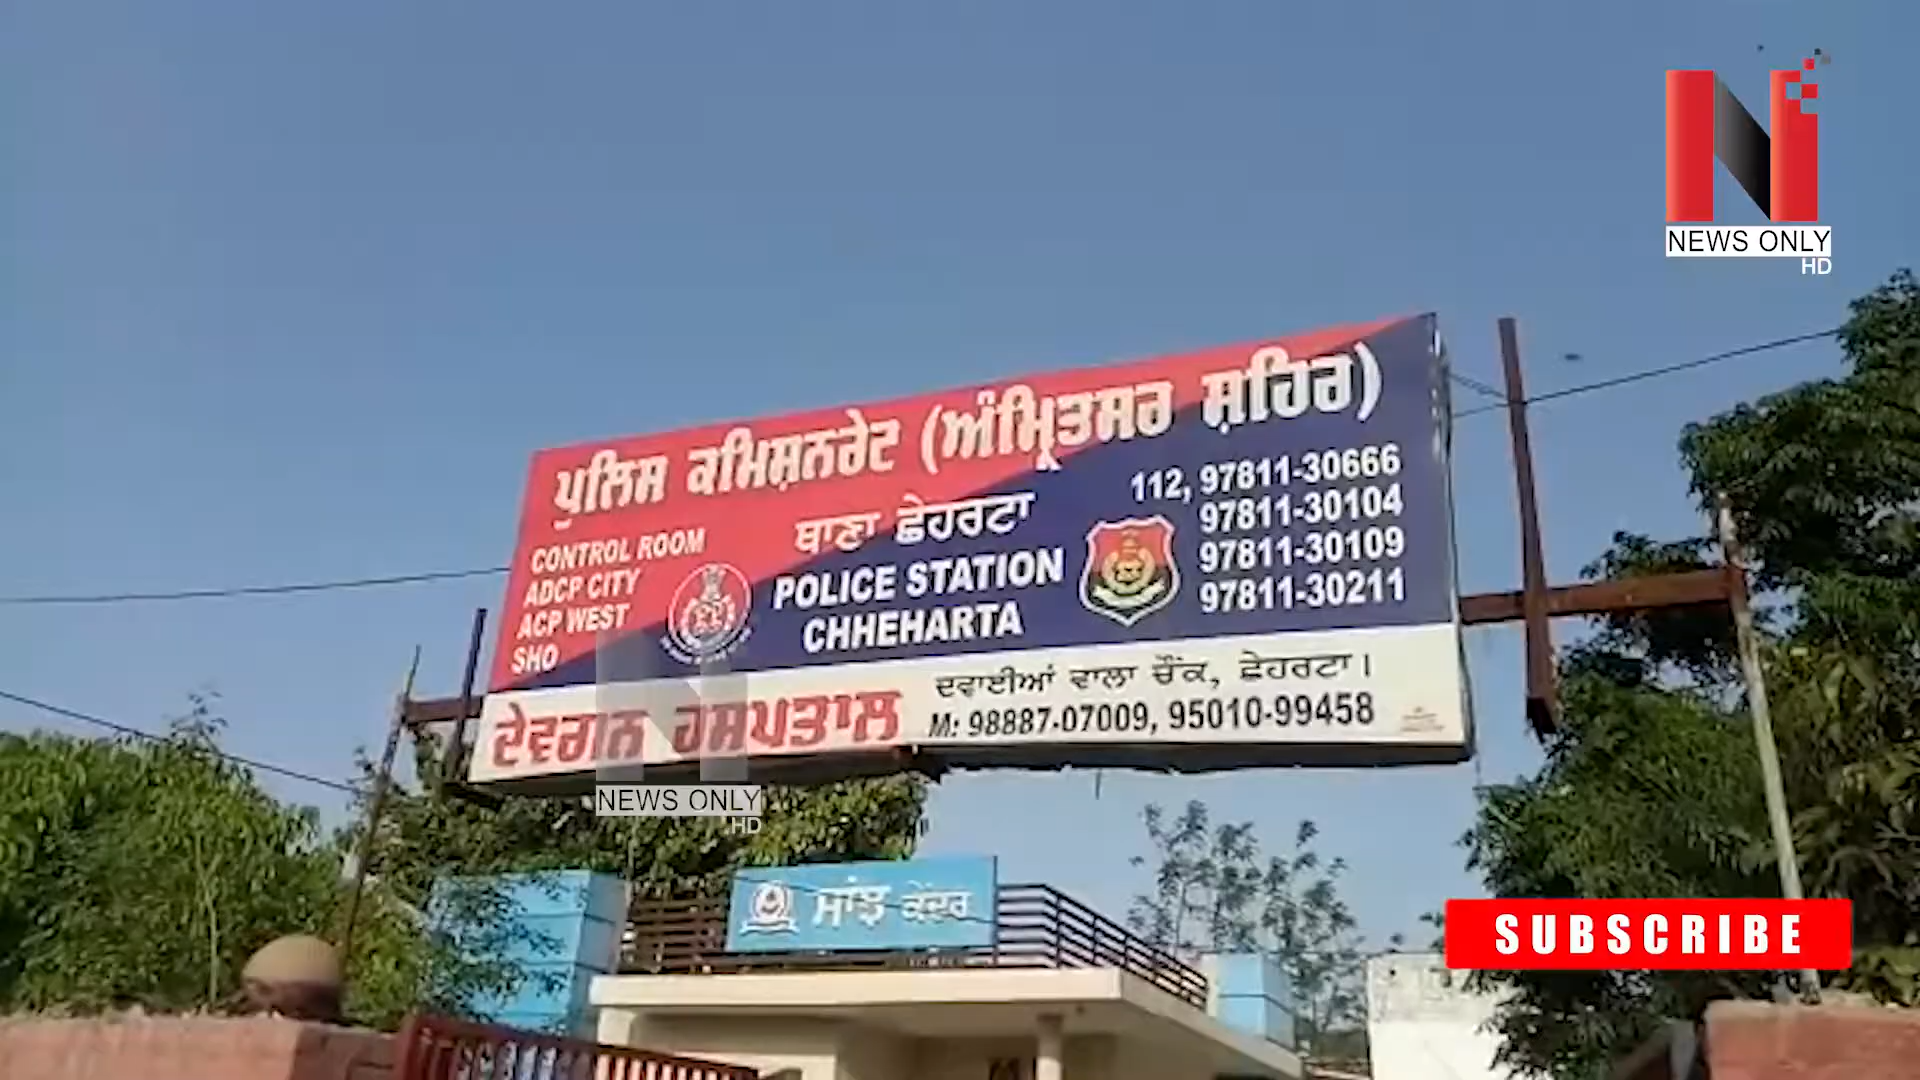 NEWS ONLY
HD
ਪੁਲਿਸ ਕਮਿਸ਼ਨਰੇਟ (ਅੰਮ੍ਰਿਤਸਰ ਸ਼ਹਿਰ)
ਥਾਣਾ ਛੇਹਰਟਾ
POLICE STATION
CHHEHARTA
CONTROL ROOM 112, 97811-30666
ADCP CITY 97811-30104
ACP WEST 97811-30109
SHO 97811-30211
ਦੇਵਗਨ ਹਸਪਤਾਲ
ਦਵਾਈਆਂ ਵਾਲਾ ਚੌਂਕ, ਛੇਹਰਟਾ।
M: 98887-07009, 95010-99458
NEWS ONLY
HD
ਸਾਂਝ ਕੇਂਦਰ
SUBSCRIBE